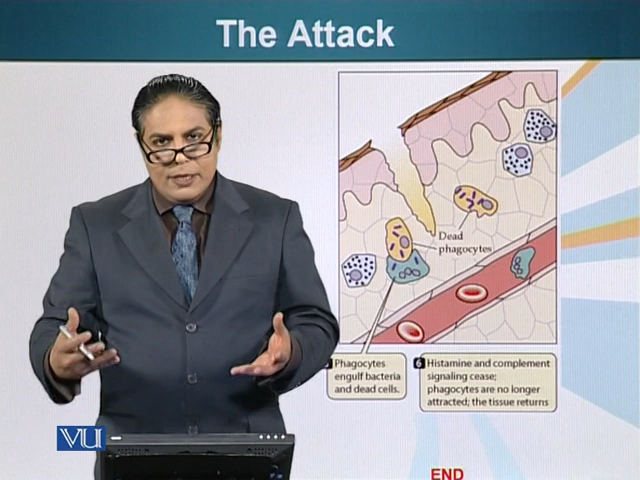 The Attack
Dead
phagocytes
Phagocytes
engulf bacteria
and dead cells.
6 Histamine and complement
signaling cease;
phagocytes are no longer
attracted; the tissue returns
VU
END